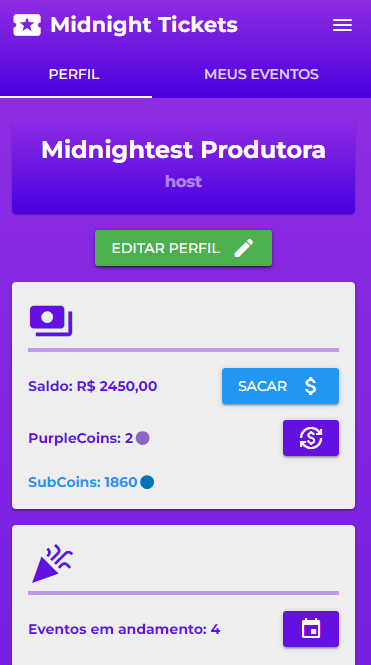 Midnight Tickets
PERFIL
MEUS EVENTOS
Midnightest Produtora
host
EDITAR PERFIL
Saldo: R$ 2450,00
SACAR $
PurpleCoins: 2
SubCoins: 1860
Eventos em andamento: 4